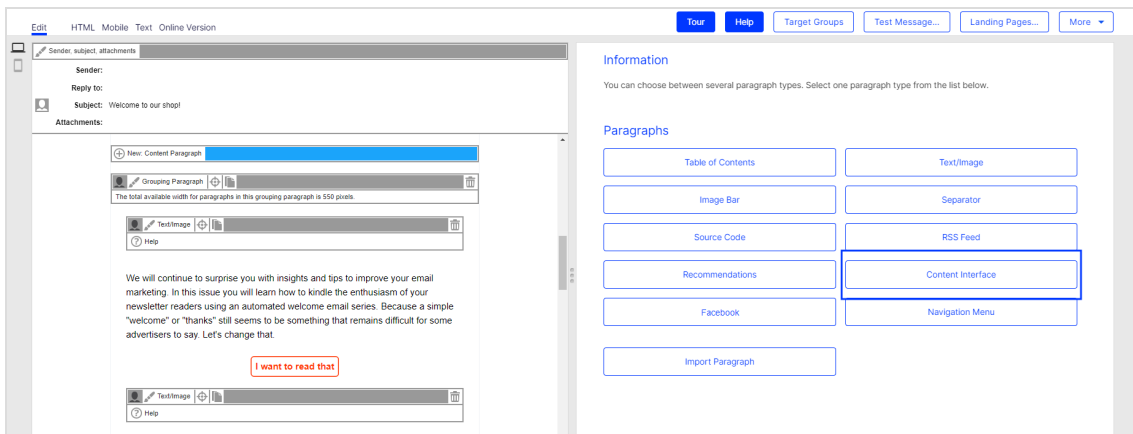 Edit HTML Mobile Text Online Version
Tour Help Target Groups Test Message... Landing Pages... More
Sender, subject, attachments
Sender:
Reply to:
Subject: Welcome to our shop!
Attachments:
New: Content Paragraph
Grouping Paragraph
The total available width for paragraphs in this grouping paragraph is 550 pixels.
Text/Image
? Help
We will continue to surprise you with insights and tips to improve your email
marketing. In this issue you will learn how to kindle the enthusiasm of your
newsletter readers using an automated welcome email series. Because a simple
"welcome" or "thanks" still seems to be something that remains difficult for some
advertisers to say. Let's change that.
I want to read that
Text/Image
? Help
Information
You can choose between several paragraph types. Select one paragraph type from the list below.
Paragraphs
Table of Contents Text/Image
Image Bar Separator
Source Code RSS Feed
Recommendations Content Interface
Facebook Navigation Menu
Import Paragraph